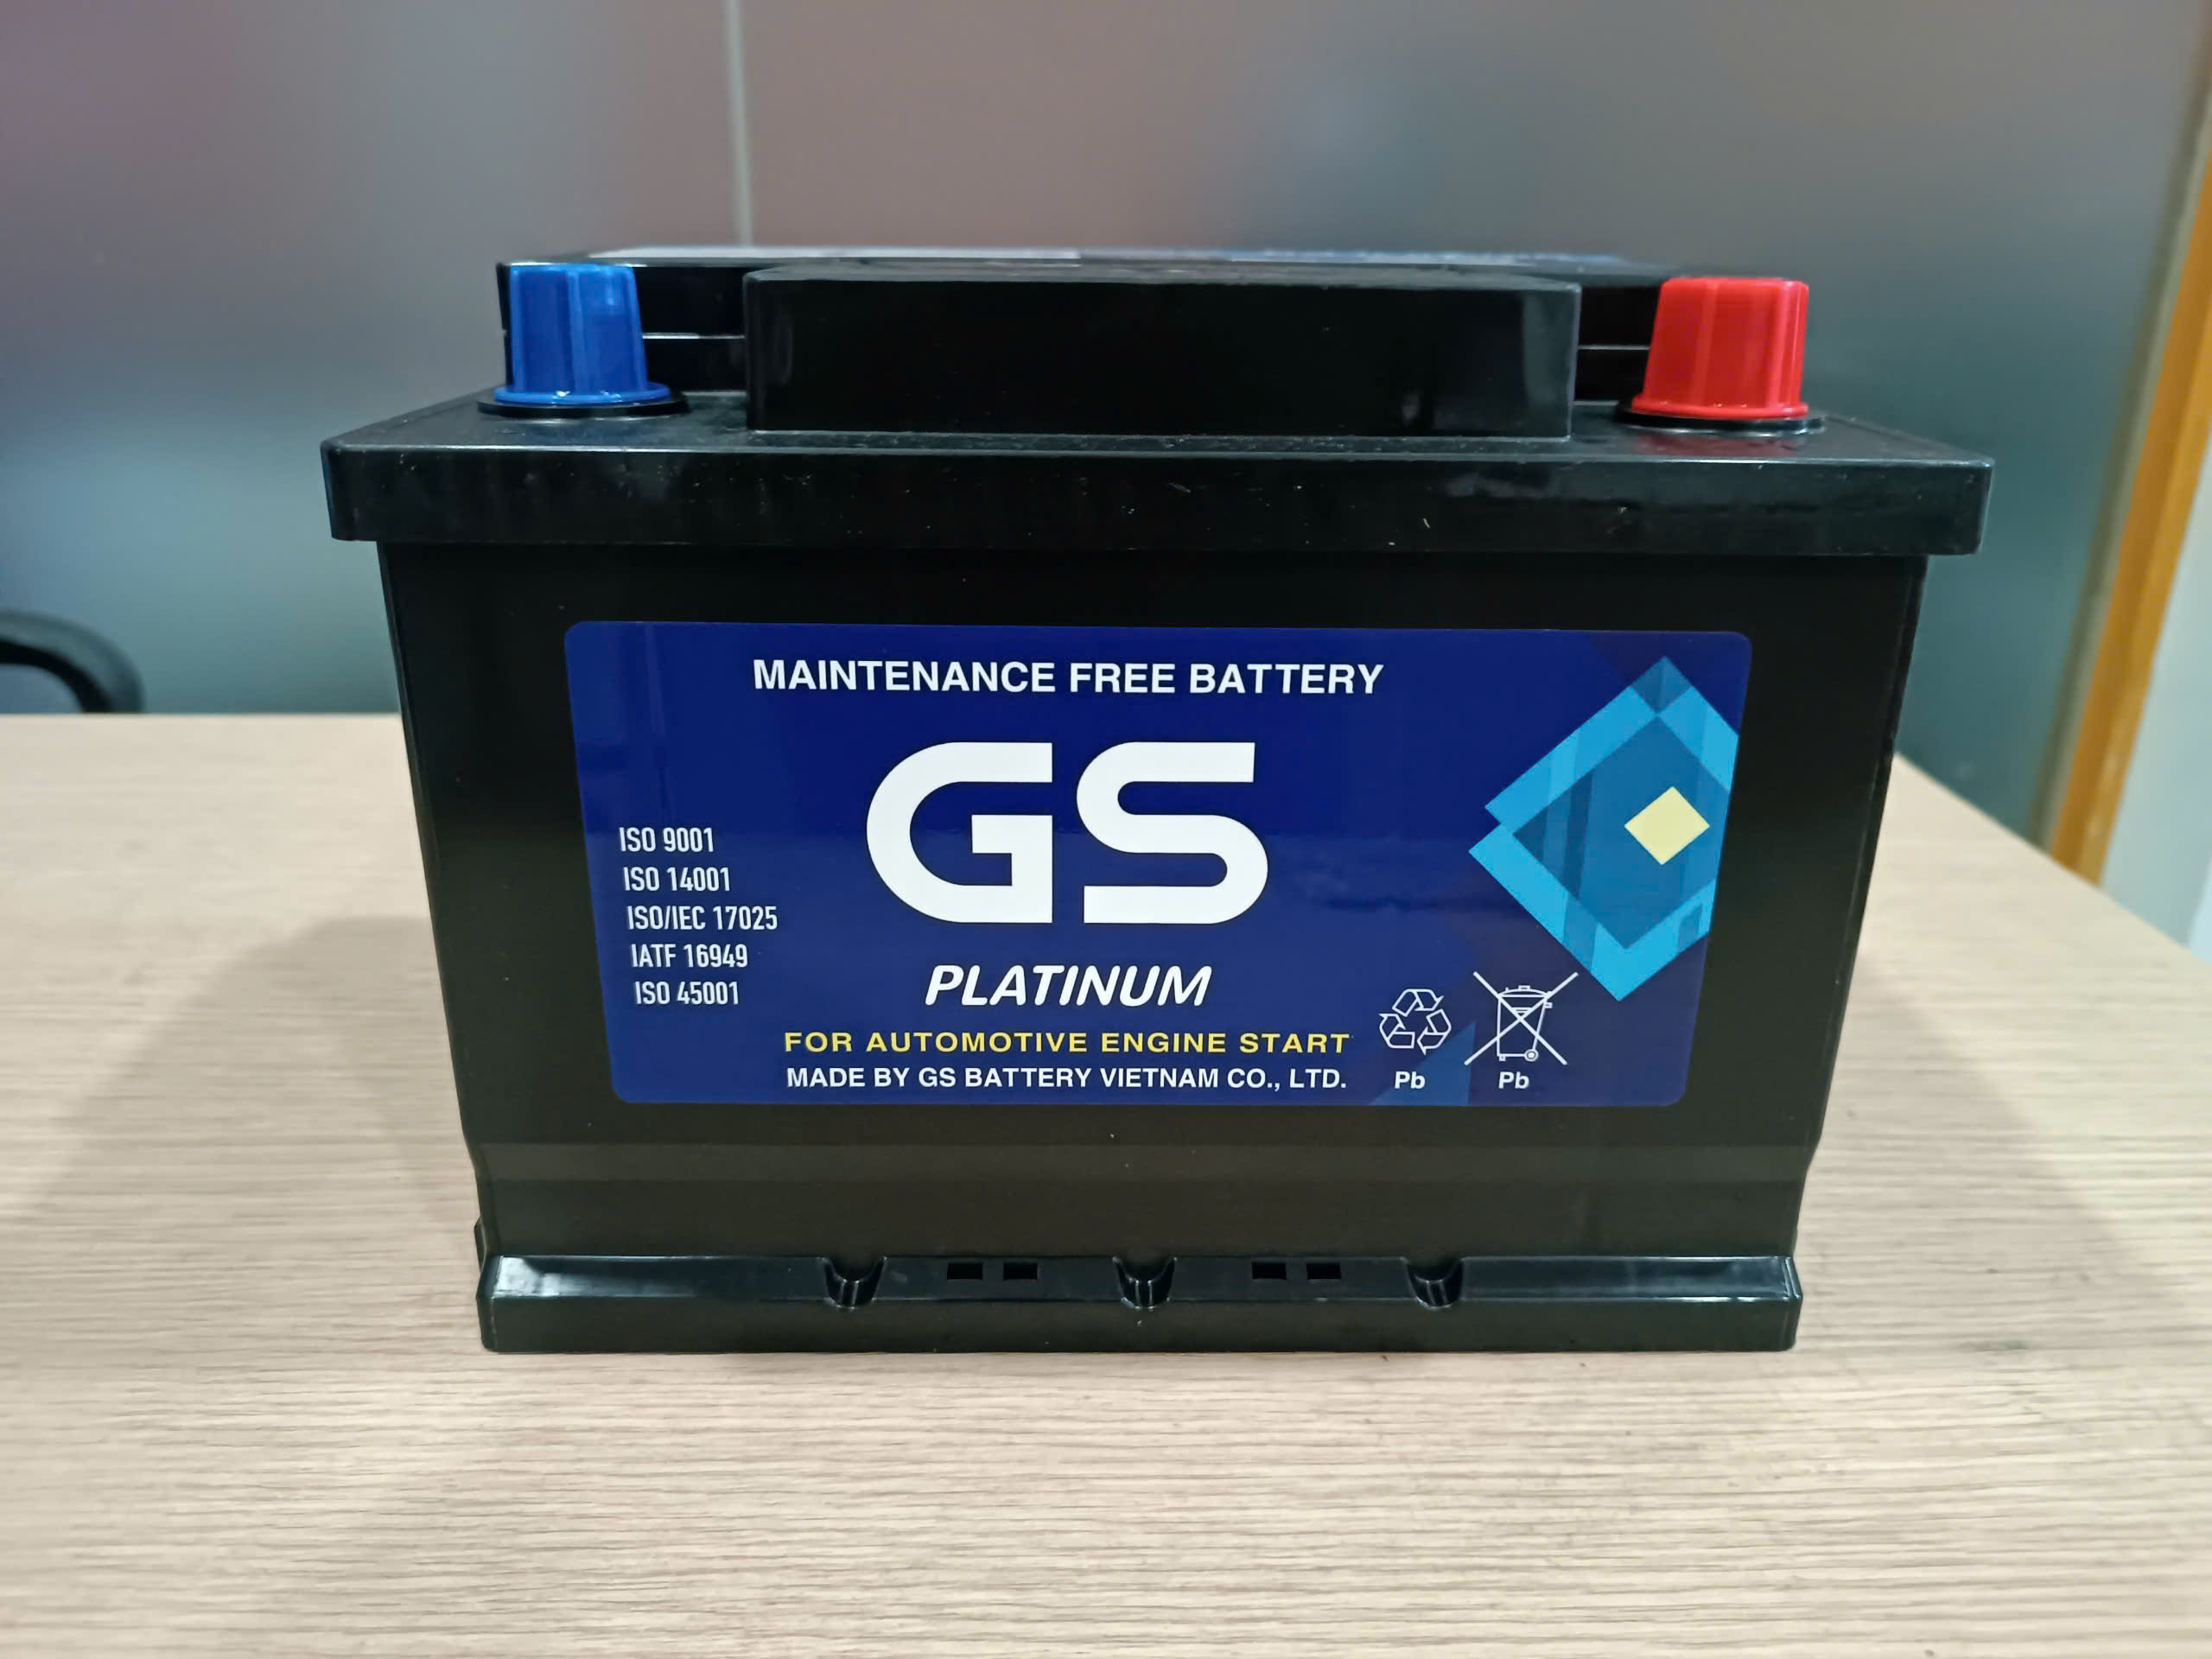 MAINTENANCE FREE BATTERY
GS
PLATINUM
ISO 9001
ISO 14001
ISO/IEC 17025
IATF 16949
ISO 45001
FOR AUTOMOTIVE ENGINE START
MADE BY GS BATTERY VIETNAM CO., LTD.
Pb
Pb